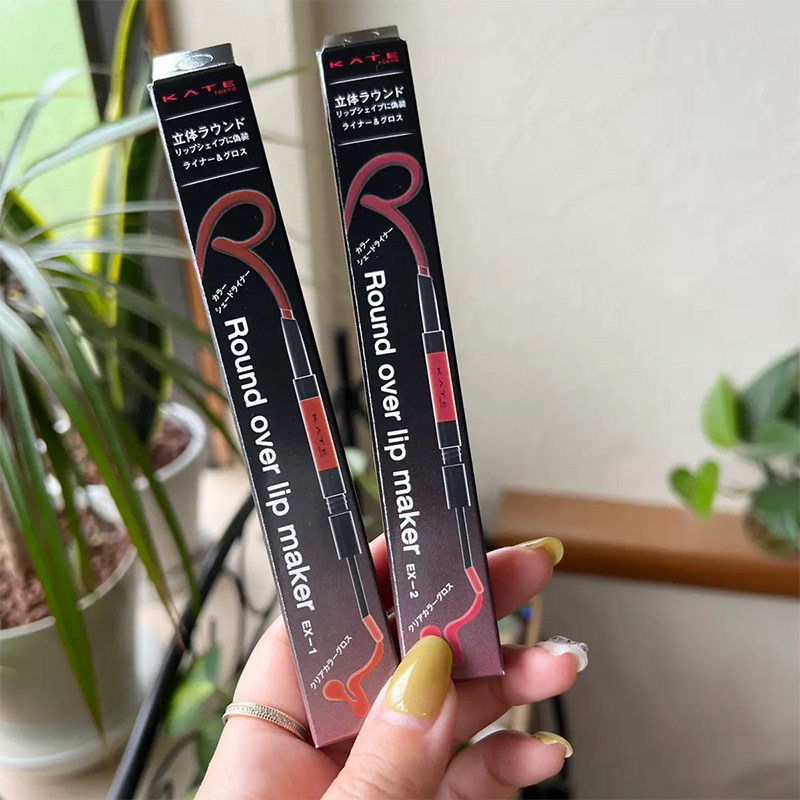 KATE
TOKYO
立体ラウンド
リップシェイプに偽装
ライナー&グロス
カラー
シェードライナー
Round over lip maker EX-1
KATE
クリアカラーグロス
KATE
TOKYO
立体ラウンド
リップシェイプに偽装
ライナー&グロス
カラー
シェードライナー
Round over lip maker EX-2
KATE
クリアカラーグロス